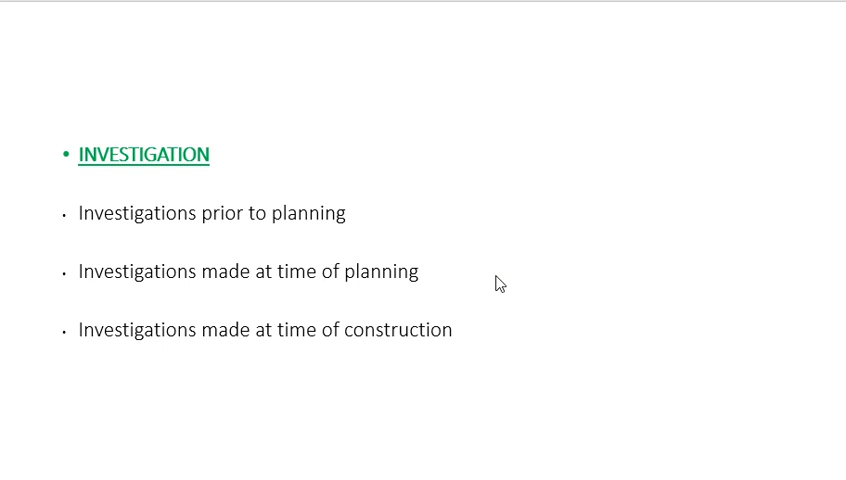 • INVESTIGATION
• Investigations prior to planning
• Investigations made at time of planning
• Investigations made at time of construction